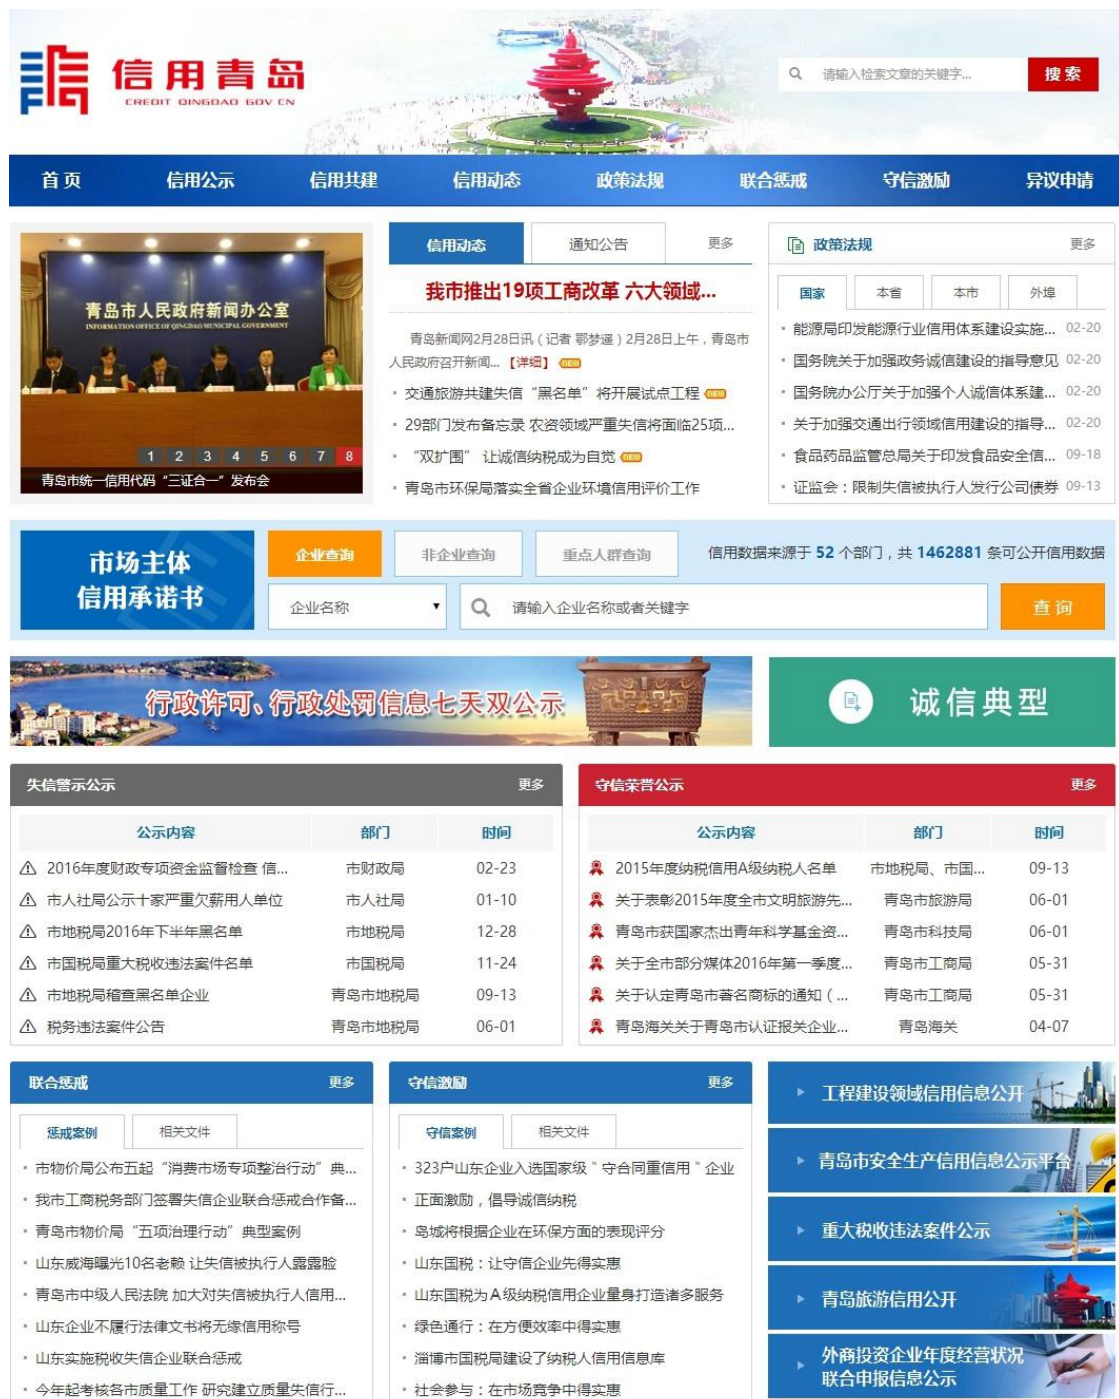 信用青岛
CREDIT QINGDAO GOV CN
请输入检索文章的关键字...
搜 索
首 页 信用公示 信用共建 信用动态 政策法规 联合惩戒 守信激励 异议申请
青岛市人民政府新闻办公室
INFORMATION OFFICE OF QINGDAO MUNICIPAL GOVERNMENT
1 2 3 4 5 6 7 8
青岛市统一信用代码“三证合一”发布会
信用动态 通知公告 更多
我市推出19项工商改革 六大领域...
青岛新闻网2月28日讯（记者 鄂梦遥）2月28日上午，青岛市
人民政府召开新闻... 【详细】 NEW
交通旅游共建失信“黑名单”将开展试点工程 NEW
29部门发布备忘录 农资领域严重失信将面临25项...
“双扩围” 让诚信纳税成为自觉 NEW
青岛市环保局落实全省企业环境信用评价工作
政策法规 更多
国家 本省 本市 外埠
能源局印发能源行业信用体系建设实施... 02-20
国务院关于加强政务诚信建设的指导意见 02-20
国务院办公厅关于加强个人诚信体系建... 02-20
关于加强交通出行领域信用建设的指导... 02-20
食品药品监管总局关于印发食品安全信... 09-18
证监会：限制失信被执行人发行公司债券 09-13
市场主体
信用承诺书
企业查询 非企业查询 重点人群查询 信用数据来源于 52 个部门，共 1462881 条可公开信用数据
企业名称 请输入企业名称或者关键字 查 询
行政许可、行政处罚信息七天双公示
诚信典型
失信警示公示 更多
公示内容 部门 时间
2016年度财政专项资金监督检查 信... 市财政局 02-23
市人社局公示十家严重欠薪用人单位 市人社局 01-10
市地税局2016年下半年黑名单 市地税局 12-28
市国税局重大税收违法案件名单 市国税局 11-24
市地税局稽查黑名单企业 青岛市地税局 09-13
税务违法案件公告 青岛市地税局 06-01
守信荣誉公示 更多
公示内容 部门 时间
2015年度纳税信用A级纳税人名单 市地税局、市国... 09-13
关于表彰2015年度全市文明旅游先... 青岛市旅游局 06-01
青岛市获国家杰出青年科学基金资... 青岛市科技局 06-01
关于全市部分媒体2016年第一季度... 青岛市工商局 05-31
关于认定青岛市著名商标的通知（... 青岛市工商局 05-31
青岛海关关于青岛市认证报关企业... 青岛海关 04-07
联合惩戒 更多
惩戒案例 相关文件
市物价局公布五起“消费市场专项整治行动”典...
我市工商税务部门签署失信企业联合惩戒合作备...
青岛市物价局“五项治理行动”典型案例
山东威海曝光10名老赖 让失信被执行人露露脸
青岛市中级人民法院 加大对失信被执行人信用...
山东企业不履行法律文书将无缘信用称号
山东实施税收失信企业联合惩戒
今年起考核各市质量工作 研究建立质量失信行...
守信激励 更多
守信案例 相关文件
323户山东企业入选国家级＂守合同重信用＂企业
正面激励，倡导诚信纳税
岛城将根据企业在环保方面的表现评分
山东国税：让守信企业先得实惠
山东国税为Ａ级纳税信用企业量身打造诸多服务
绿色通行：在方便效率中得实惠
淄博市国税局建设了纳税人信用信息库
社会参与：在市场竞争中得实惠
工程建设领域信用信息公开
青岛市安全生产信用信息公示平台
重大税收违法案件公示
青岛旅游信用公开
外商投资企业年度经营状况
联合申报信息公示